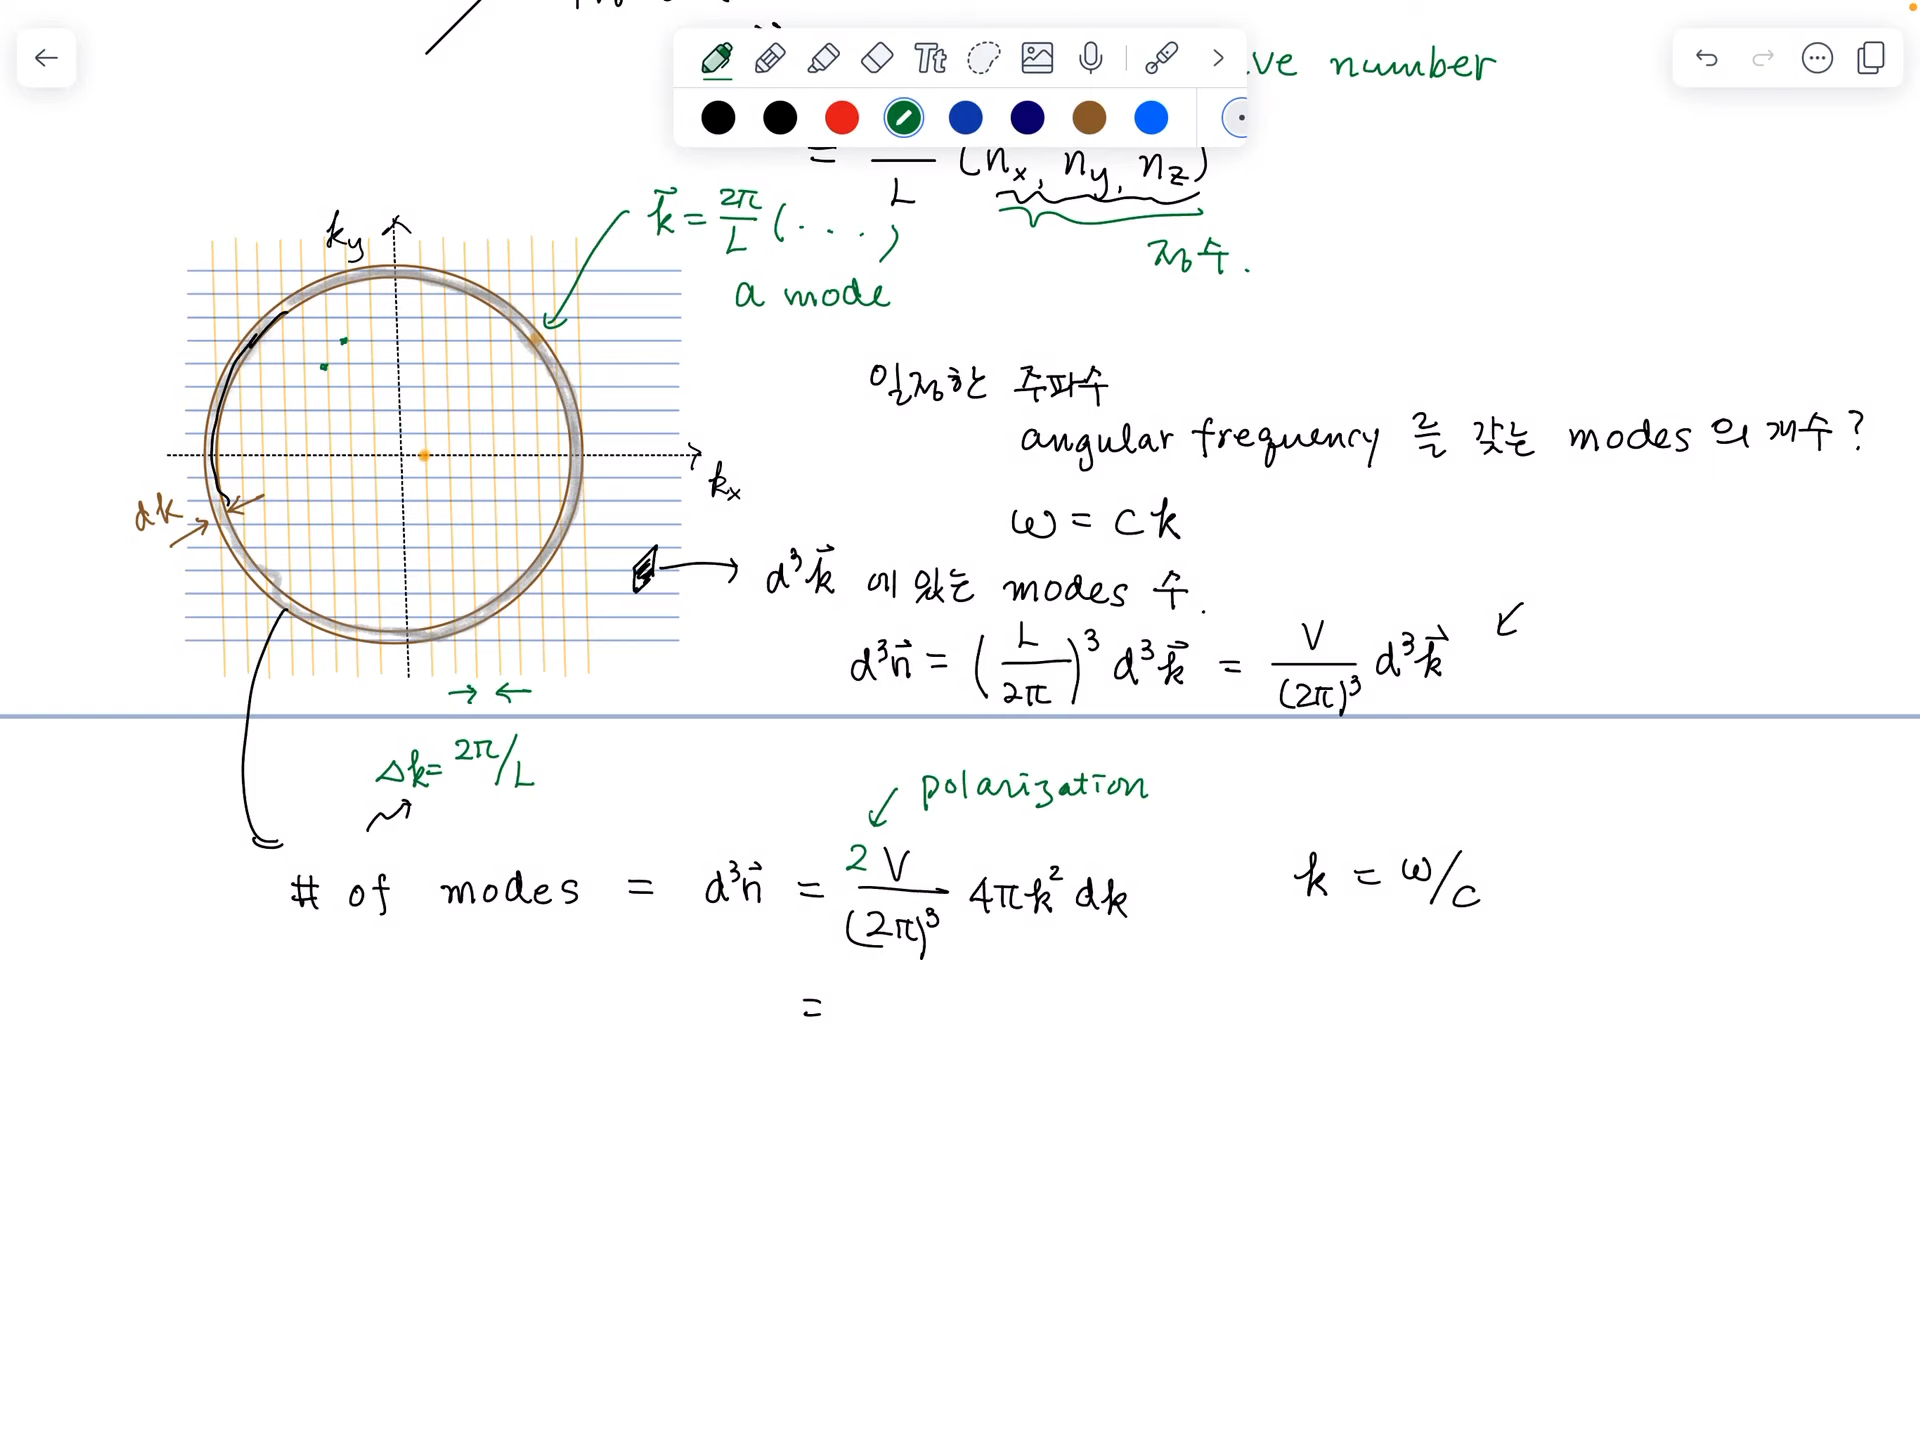 ve number
= — L (nx, ny, nz)
k⃗ = 2π/L (. . . )
정수.
ky
a mode
일정한 주파수
angular frequency 를 갖는 modes 의 개수?
kx
dk
ω = ck
d³k⃗ 에 있는 modes 수.
d³n⃗ = (L/2π)³ d³k⃗ = V/(2π)³ d³k⃗
Δk = 2π/L
polarization
# of modes = d³n⃗ = 2V/(2π)³ 4πk² dk
k = ω/c
=
Tt